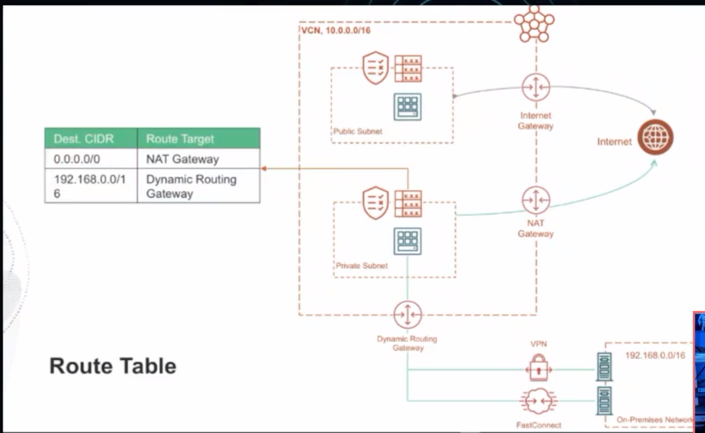 VCN, 10.0.0.0/16
Public Subnet
Internet
Gateway
Internet
Dest. CIDR Route Target
0.0.0.0/0 NAT Gateway
192.168.0.0/1 Dynamic Routing
6 Gateway
NAT
Gateway
Private Subnet
Dynamic Routing
Gateway
VPN
192.168.0.0/16
Route Table
FastConnect
On-Premises Network